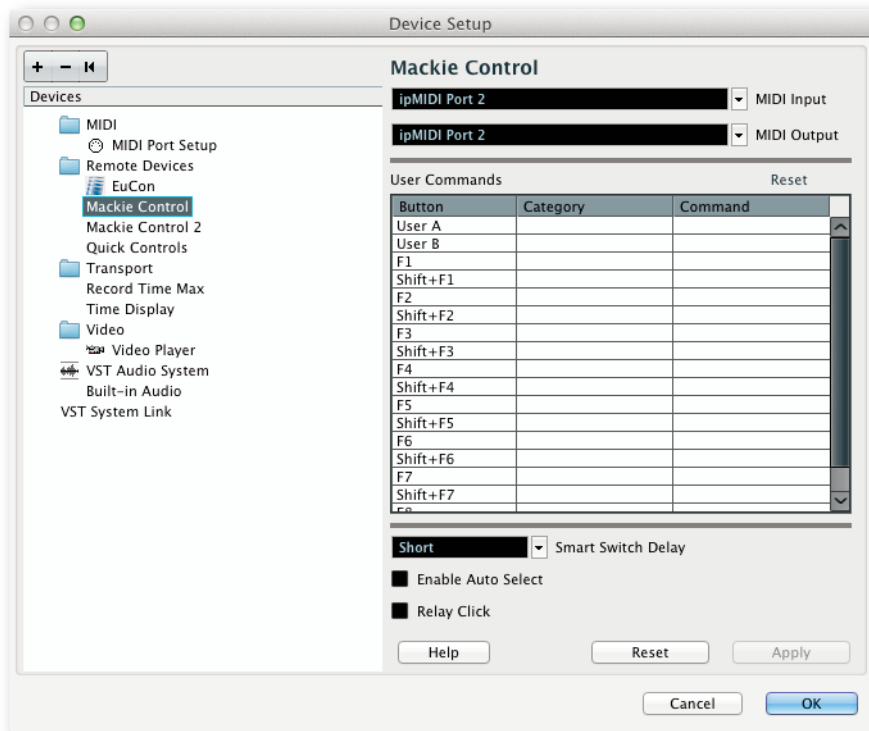 Device Setup
+ −
Devices
MIDI
MIDI Port Setup
Remote Devices
EuCon
Mackie Control
Mackie Control 2
Quick Controls
Transport
Record Time Max
Time Display
Video
Video Player
VST Audio System
Built-in Audio
VST System Link
Mackie Control
ipMIDI Port 2 MIDI Input
ipMIDI Port 2 MIDI Output
User Commands Reset
Button Category Command
User A
User B
F1
Shift+F1
F2
Shift+F2
F3
Shift+F3
F4
Shift+F4
F5
Shift+F5
F6
Shift+F6
F7
Shift+F7
Short Smart Switch Delay
Enable Auto Select
Relay Click
Help Reset Apply
Cancel OK